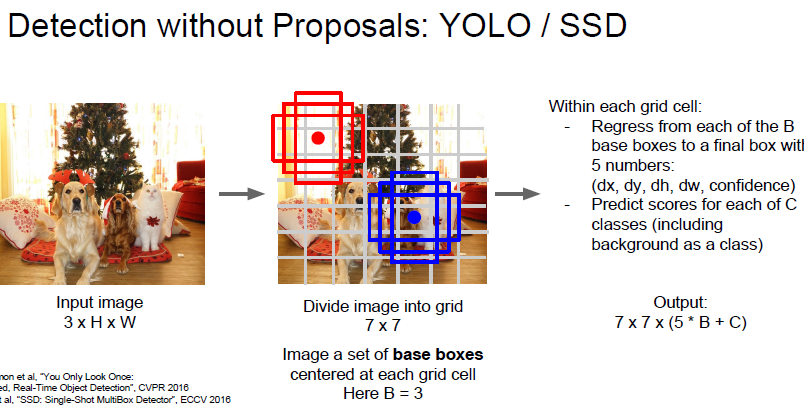 Detection without Proposals: YOLO / SSD
Input image
3 x H x W
Divide image into grid
7 x 7
Image a set of base boxes
centered at each grid cell
Here B = 3
Within each grid cell:
- Regress from each of the B
base boxes to a final box with
5 numbers:
(dx, dy, dh, dw, confidence)
- Predict scores for each of C
classes (including
background as a class)
Output:
7 x 7 x (5 * B + C)
mon et al, "You Only Look Once:
ed, Real-Time Object Detection", CVPR 2016
t al, "SSD: Single-Shot MultiBox Detector", ECCV 2016